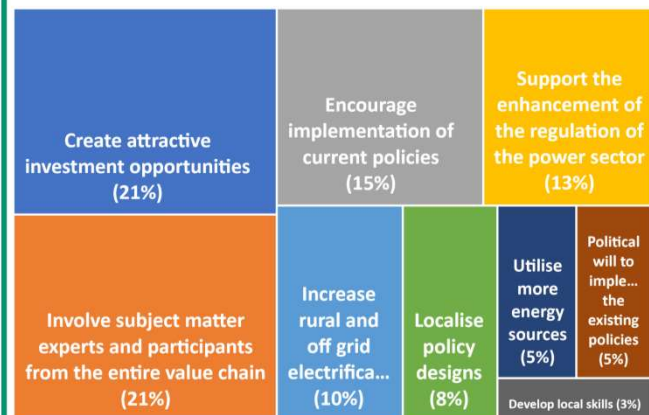 Create attractive
investment opportunities
(21%)
Encourage
implementation of
current policies
(15%)
Support the
enhancement of
the regulation of
the power sector
(13%)
Involve subject matter
experts and participants
from the entire value chain
(21%)
Increase
rural and
off grid
electrifica...
(10%)
Localise
policy
designs
(8%)
Utilise
more
energy
sources
(5%)
Political
will to
imple...
the
existing
policies
(5%)
Develop local skills (3%)